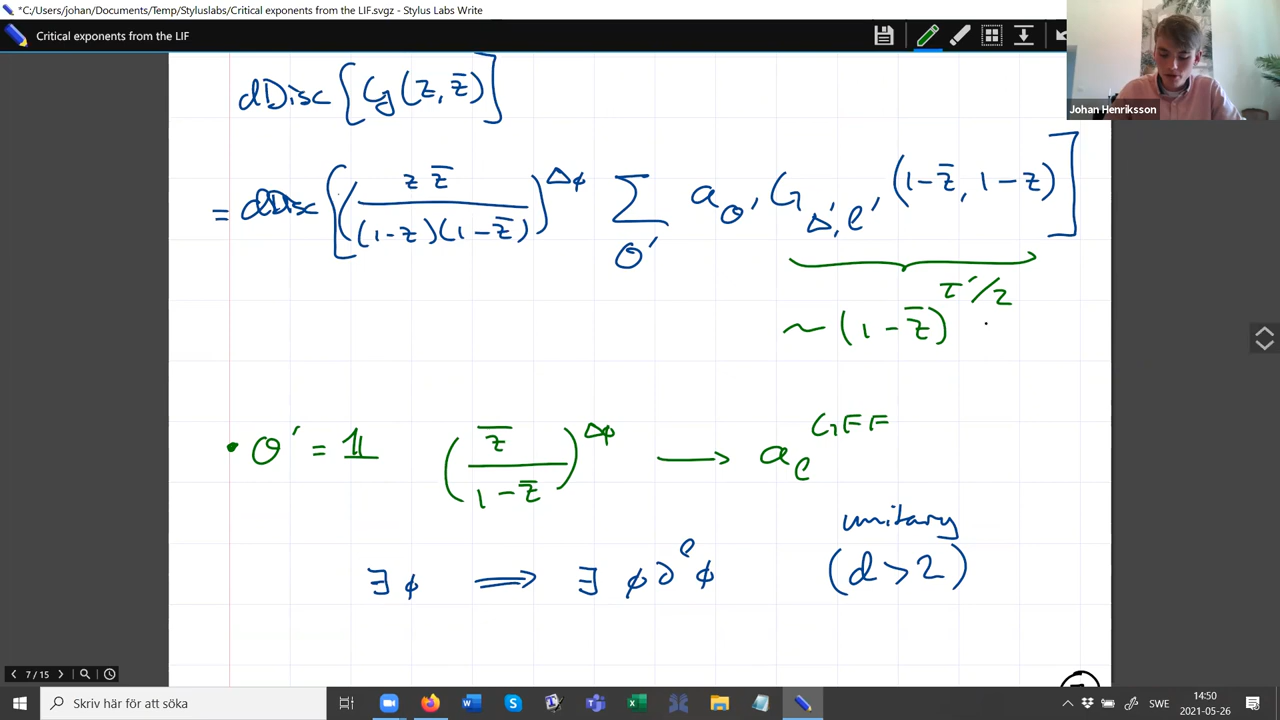 *C:/Users/johan/Documents/Temp/Styluslabs/Critical exponents from the LIF.svgz - Stylus Labs Write
Critical exponents from the LIF
Johan Henriksson
dDisc [G(z, z̄)]
= dDisc [(z z̄ / (1-z)(1-z̄))^Δφ ∑_O′ a_O′ G_Δ′,ℓ′ (1-z̄, 1-z)]
~ (1-z̄)^τ′/2
• O′ = 𝟙 (z̄ / 1-z̄)^Δφ → a_ℓ^GFF
unitary
∃ φ ⟹ ∃ φ∂^ℓφ (d>2)
7 / 15
Skriv här för att söka
SWE
14:50
2021-05-26